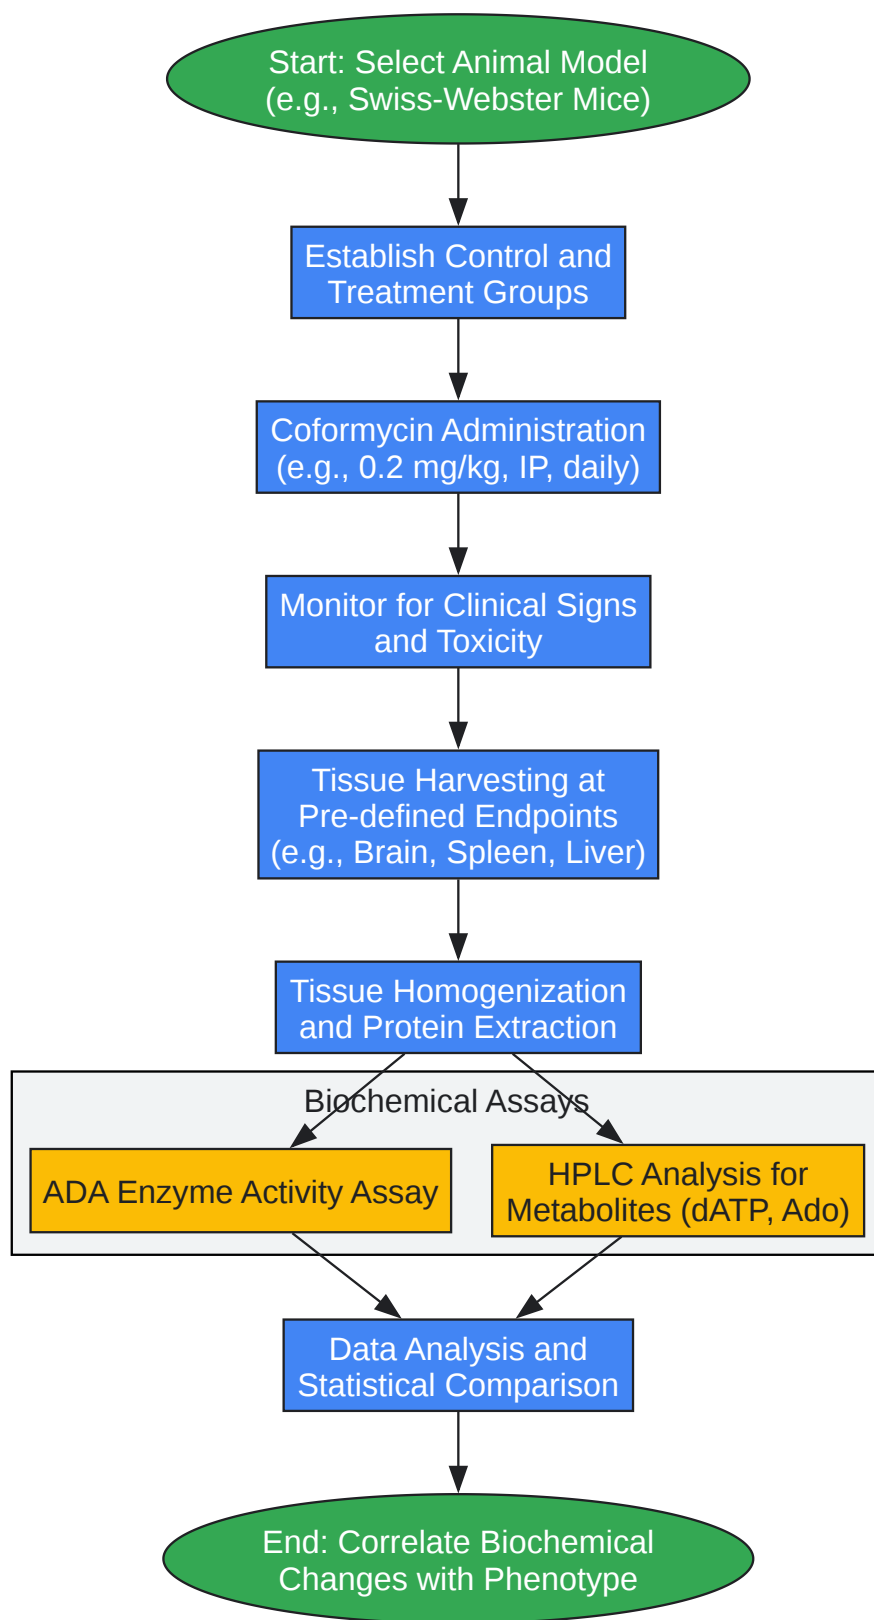 Start: Select Animal Model
(e.g., Swiss-Webster Mice)
Establish Control and
Treatment Groups
Coformycin Administration
(e.g., 0.2 mg/kg, IP, daily)
Monitor for Clinical Signs
and Toxicity
Tissue Harvesting at
Pre-defined Endpoints
(e.g., Brain, Spleen, Liver)
Tissue Homogenization
and Protein Extraction
Biochemical Assays
ADA Enzyme Activity Assay
HPLC Analysis for
Metabolites (dATP, Ado)
Data Analysis and
Statistical Comparison
End: Correlate Biochemical
Changes with Phenotype